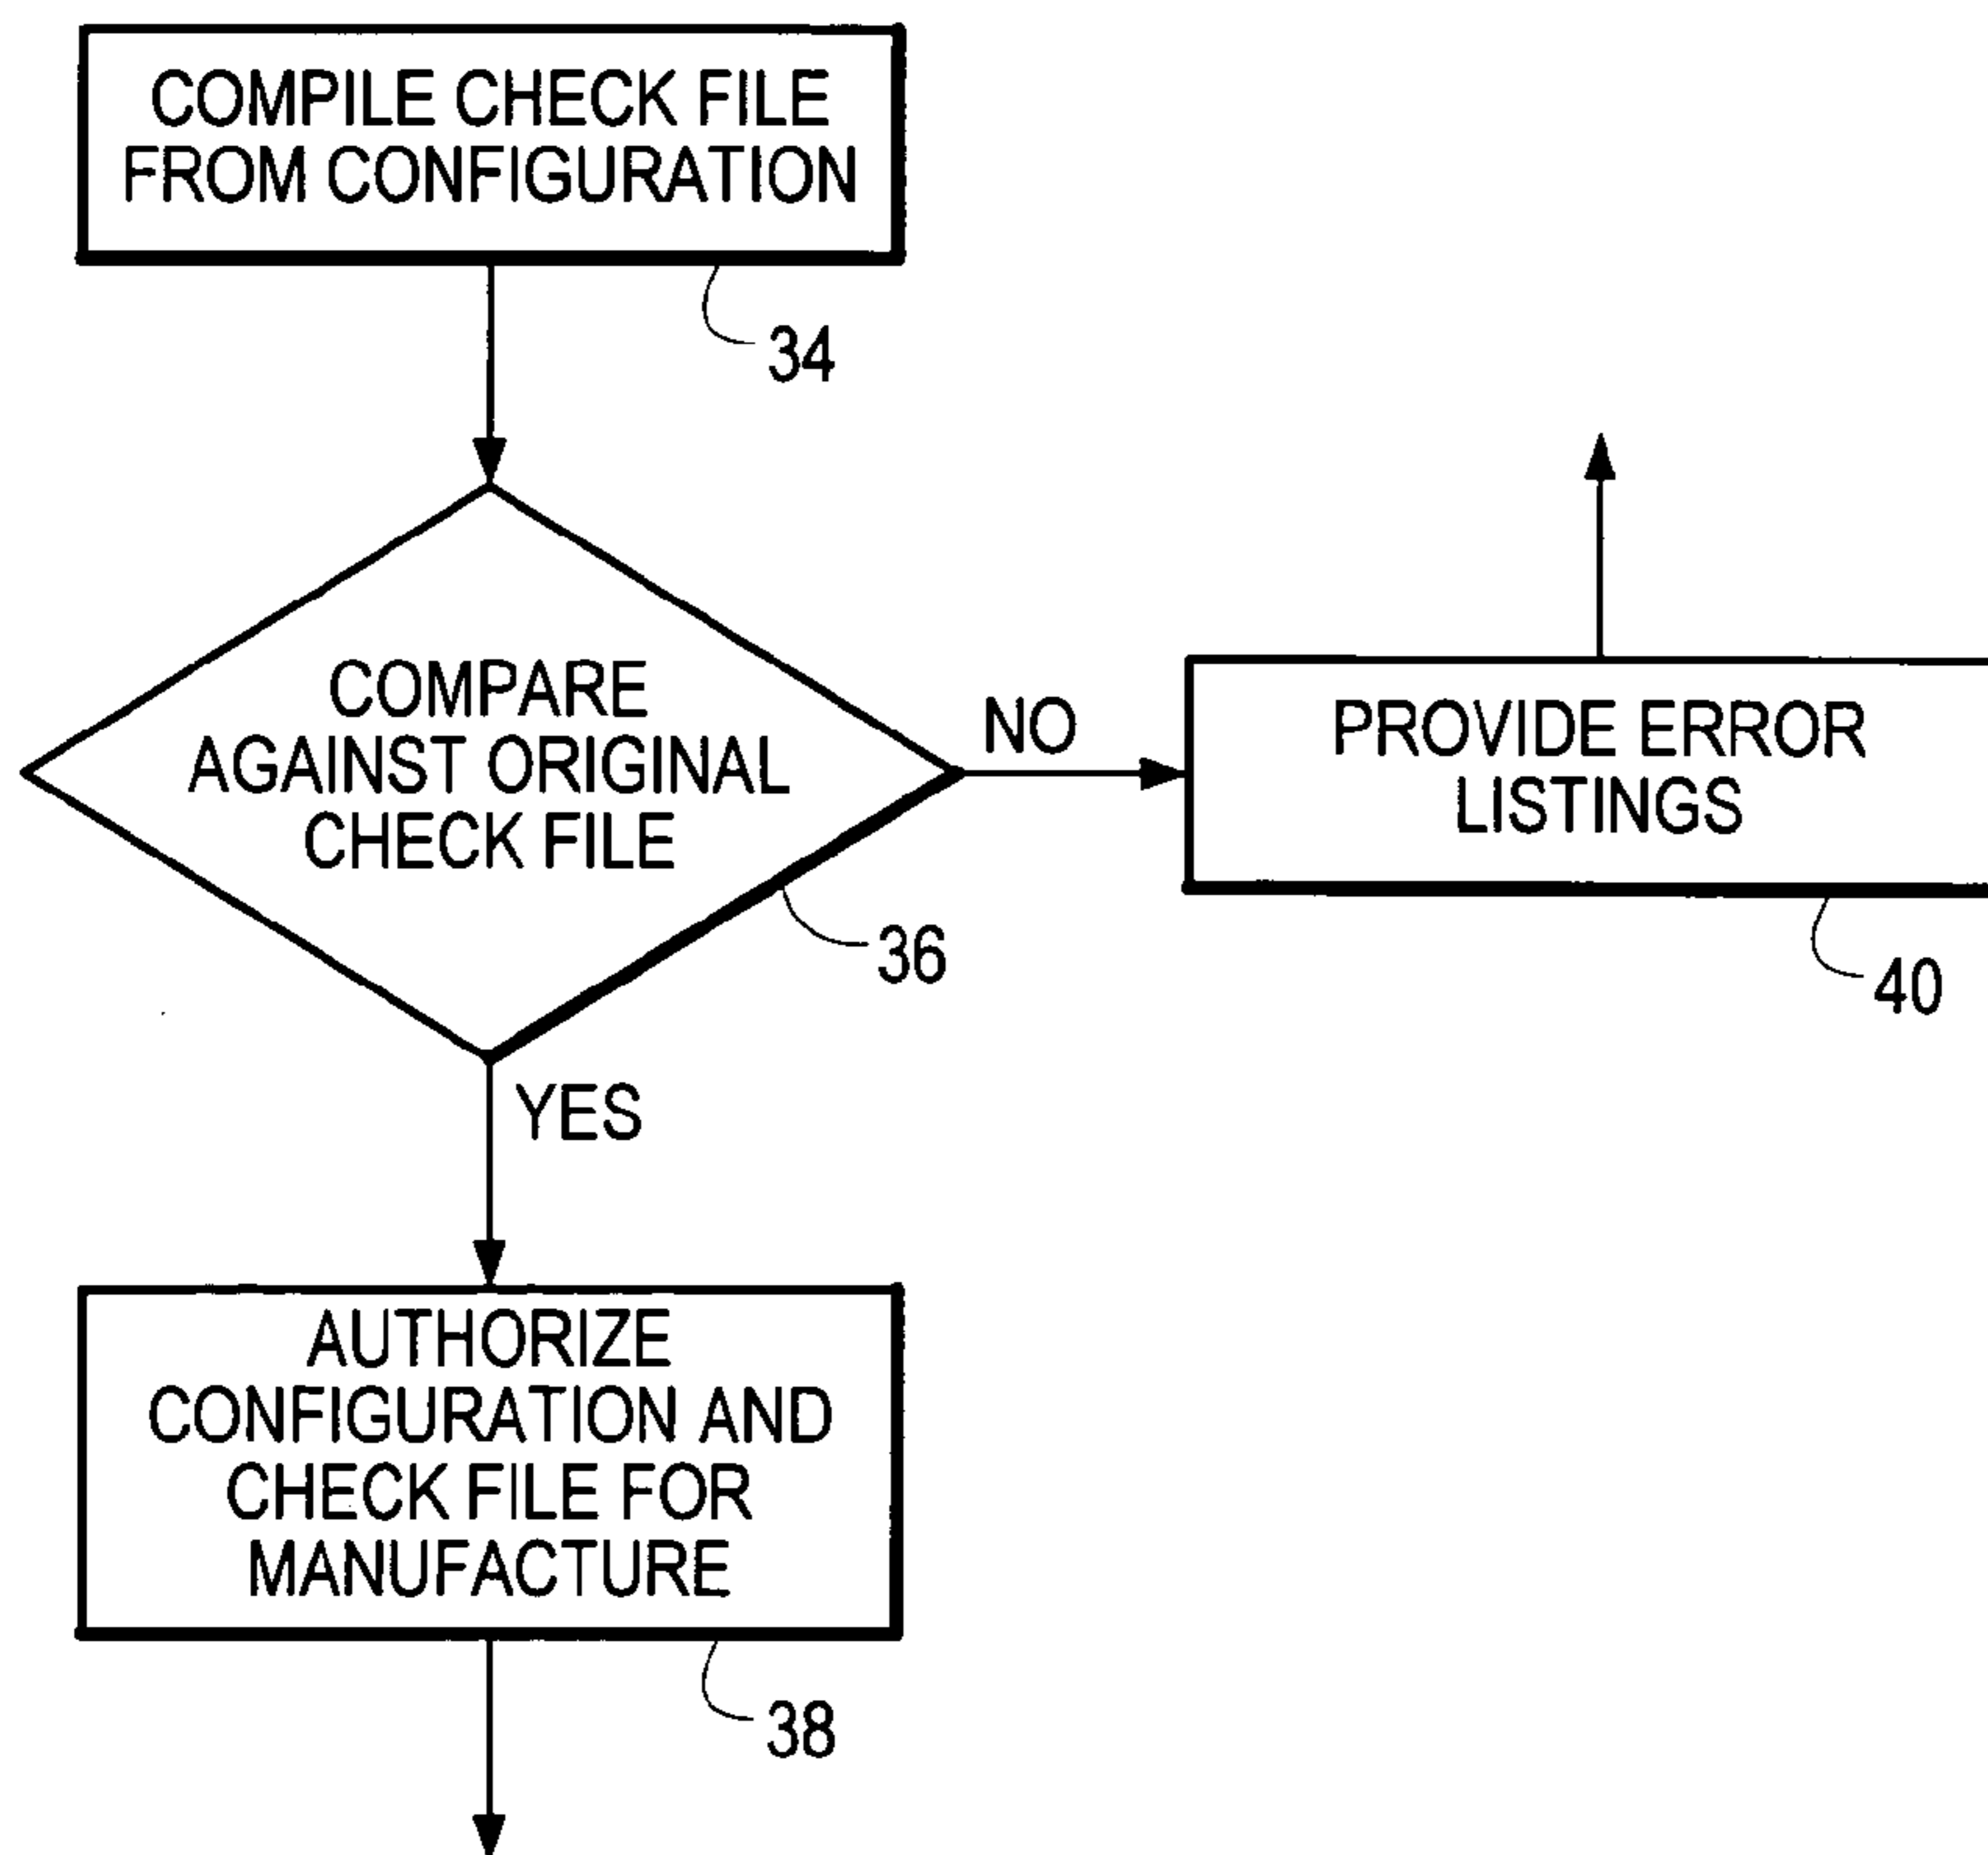 COMPILE CHECK FILE
FROM CONFIGURATION
34
COMPARE
AGAINST ORIGINAL
CHECK FILE
36
NO
PROVIDE ERROR
LISTINGS
40
YES
AUTHORIZE
CONFIGURATION AND
CHECK FILE FOR
MANUFACTURE
38